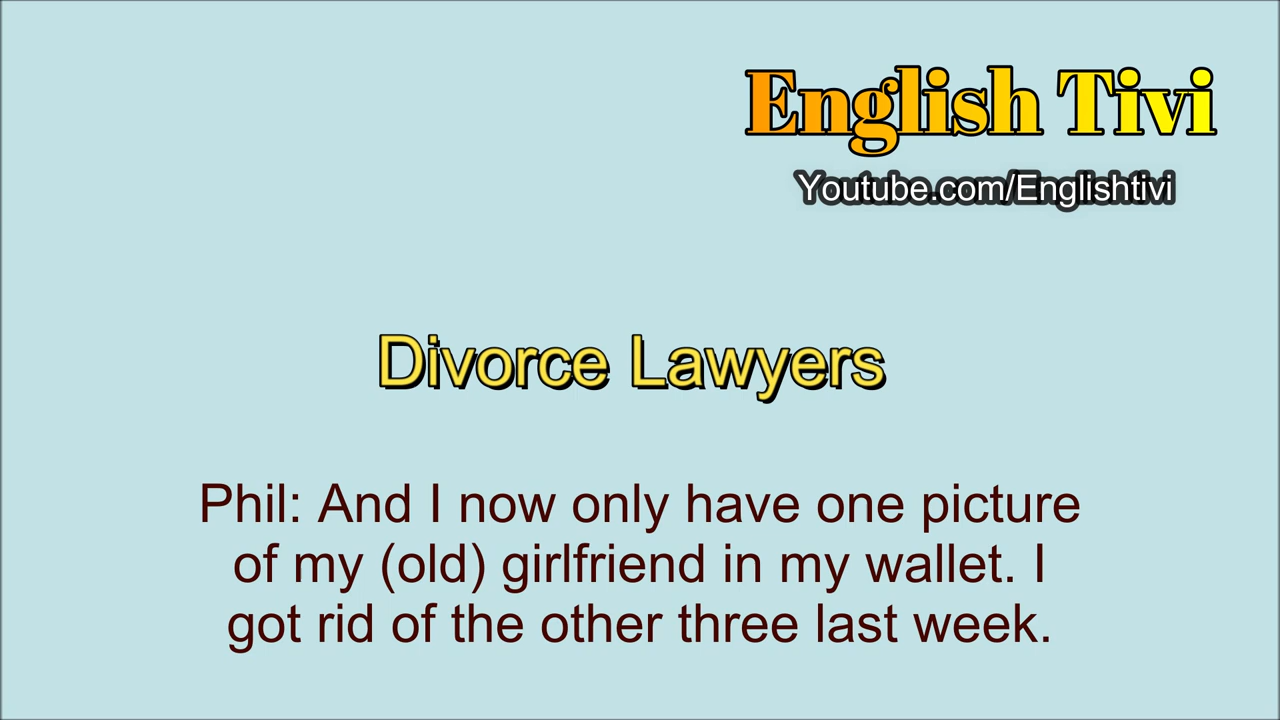 English Tivi
Youtube.com/Englishtivi
Divorce Lawyers
Phil: And I now only have one picture
of my (old) girlfriend in my wallet. I
got rid of the other three last week.